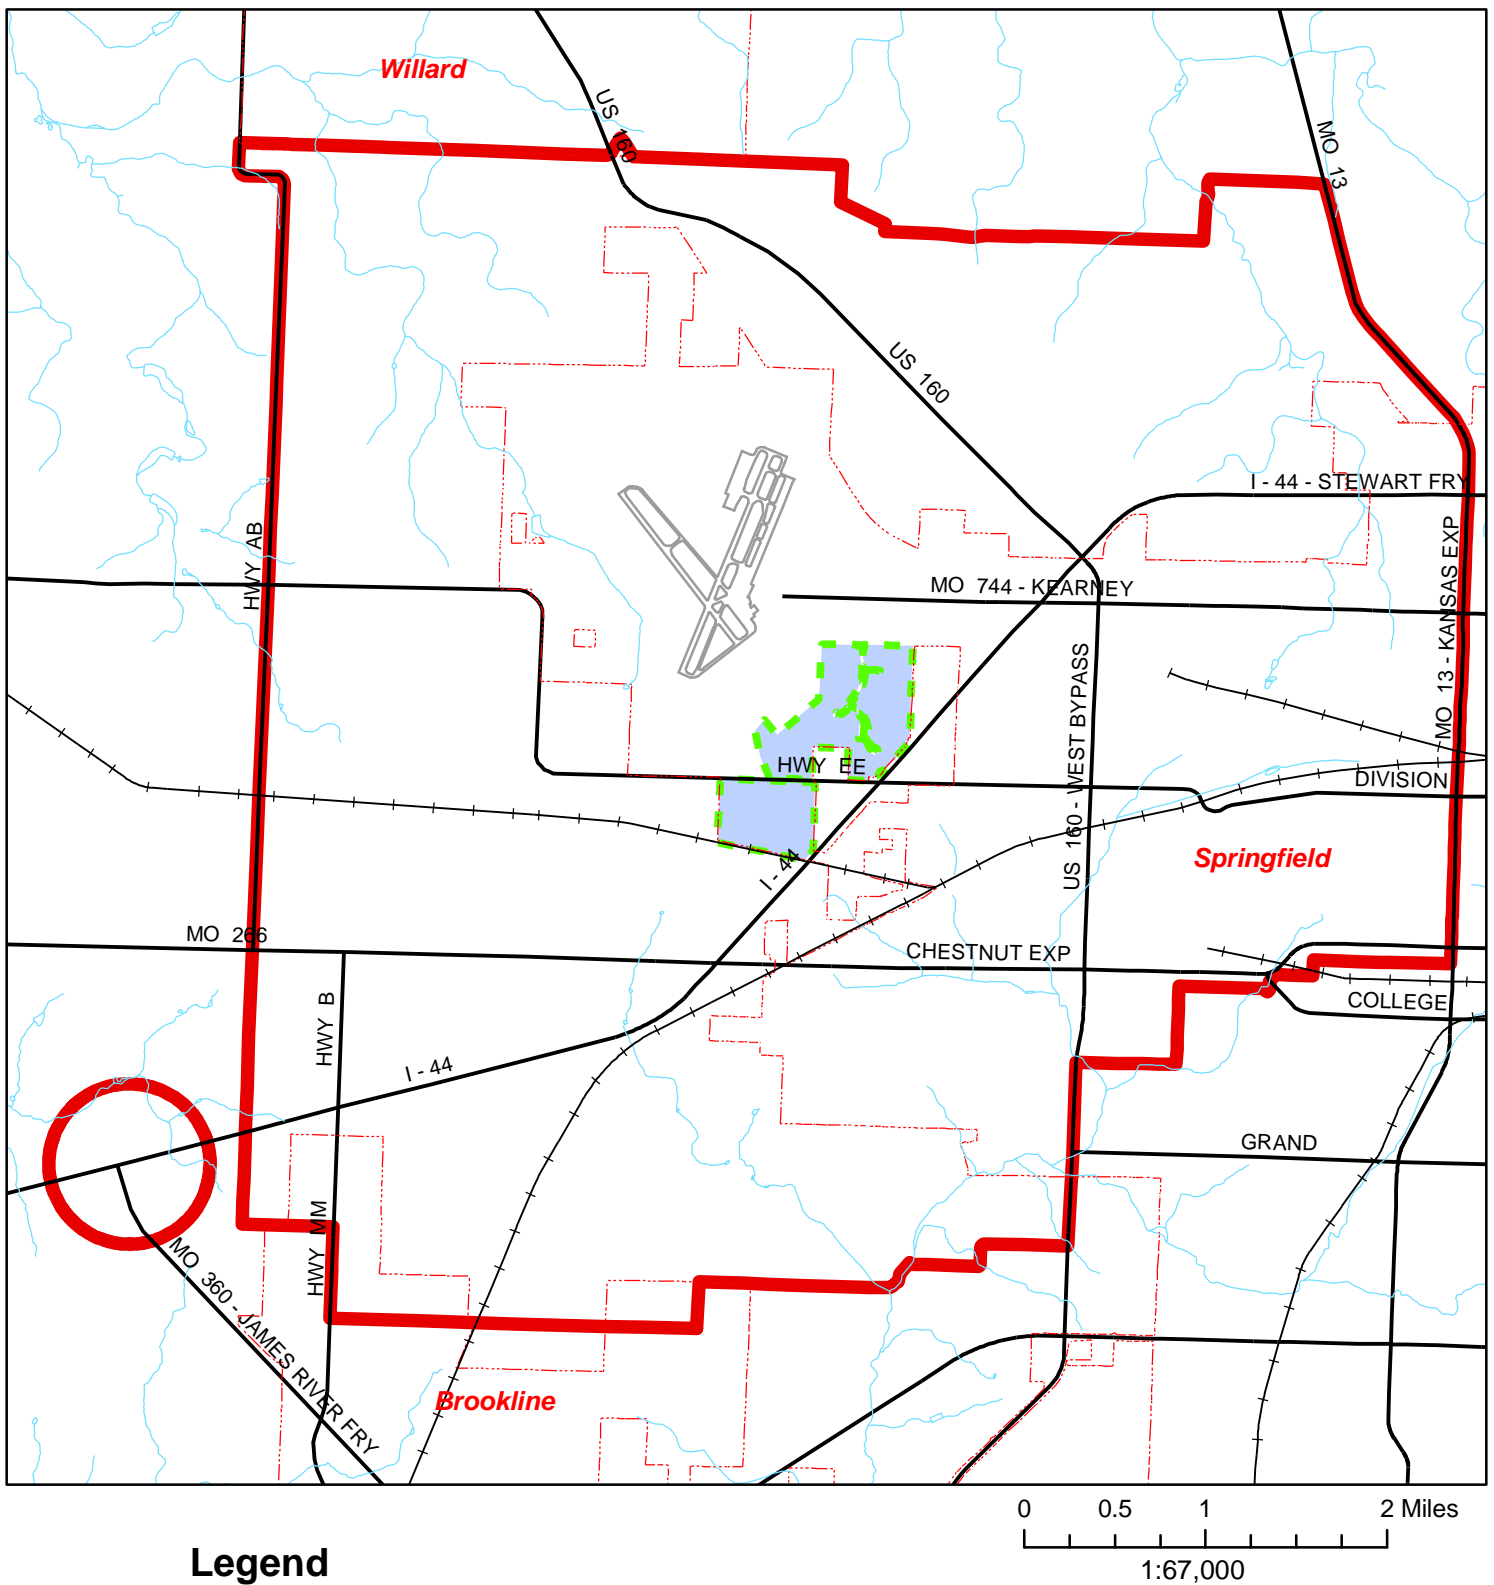 Willard
US 160
MO 13
US 160
I - 44 - STEWART FRY
HWY AB
MO 744 - KEARNEY
MO 13 - KANSAS EXP
US 160 - WEST BYPASS
HWY EE
DIVISION
I - 44
Springfield
MO 266
CHESTNUT EXP
HWY B
COLLEGE
I - 44
GRAND
HWY MM
MO 360 - JAMES RIVER FRY
Brookline
0 0.5 1 2 Miles
1:67,000
Legend